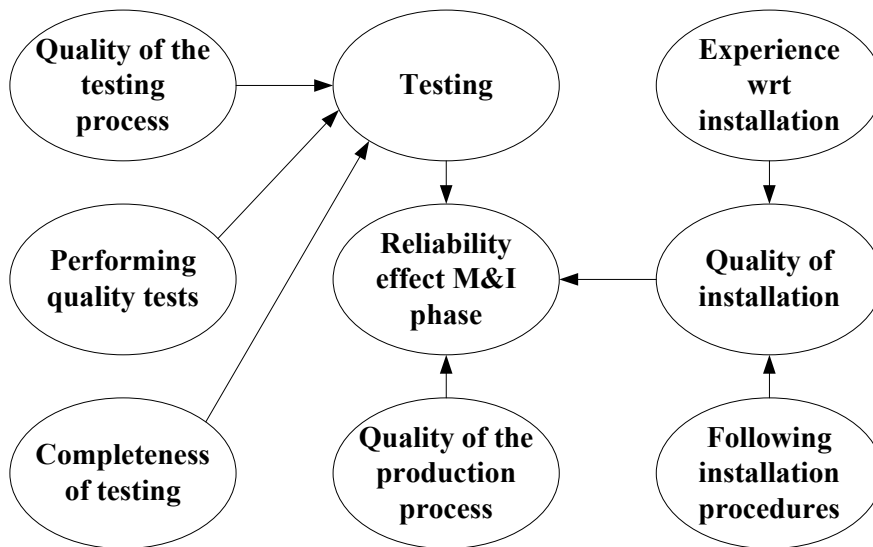 Quality of the
testing
process
Testing
Experience
wrt
installation
Performing
quality tests
Reliability
effect M&I
phase
Quality of
installation
Completeness
of testing
Quality of the
production
process
Following
installation
procedures